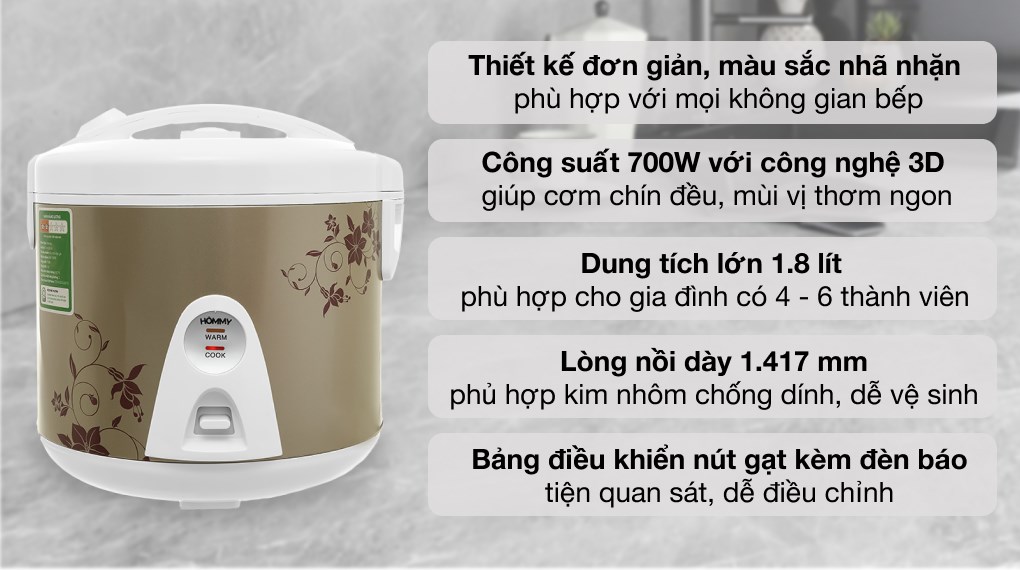 Thiết kế đơn giản, màu sắc nhã nhặn
phù hợp với mọi không gian bếp
Công suất 700W với công nghệ 3D
giúp cơm chín đều, mùi vị thơm ngon
Dung tích lớn 1.8 lít
phù hợp cho gia đình có 4 - 6 thành viên
Lòng nồi dày 1.417 mm
phủ hợp kim nhôm chống dính, dễ vệ sinh
Bảng điều khiển nút gạt kèm đèn báo
tiện quan sát, dễ điều chỉnh
HOMMY
WARM
COOK